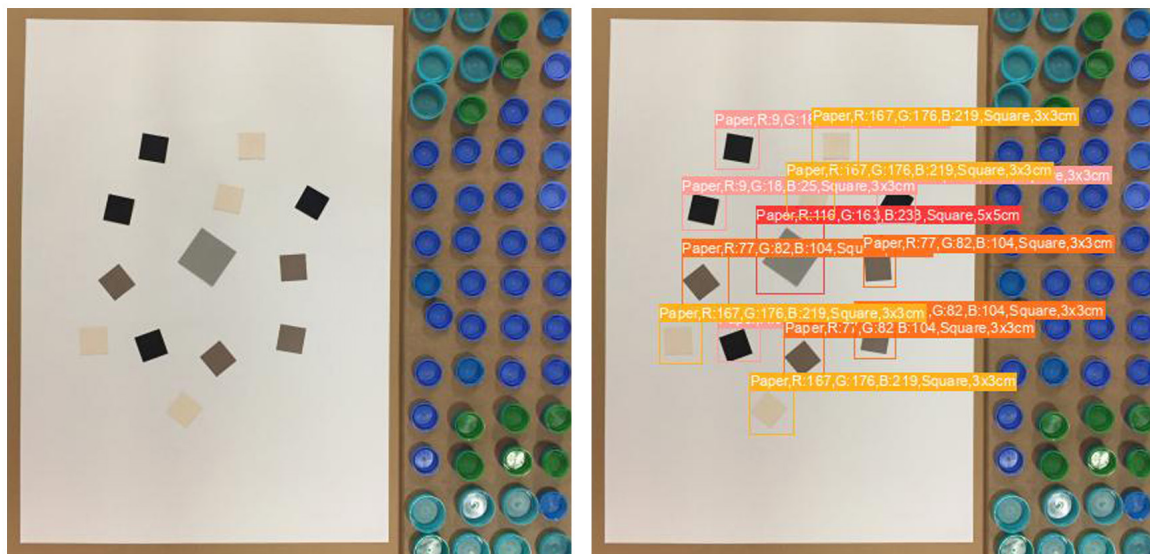 Paper,R:9,G:18
Paper,R:167,G:176,B:219,Square,3x3cm
Paper,R:167,G:176,B:219,Square,3x3cm
Paper,R:9,G:18,B:25,Square,3x3cm
,3x3cm
Paper,R:116,G:163,B:233,Square,5x5cm
Paper,R:77,G:82,B:104,Squ
Paper,R:77,G:82,B:104,Square,3x3cm
Paper,R:167,G:176,B:219,Square,3x3cm
,G:82,B:104,Square,3x3cm
Paper,R:77,G:82,B:104,Square,3x3cm
Paper,R:167,G:176,B:219,Square,3x3cm